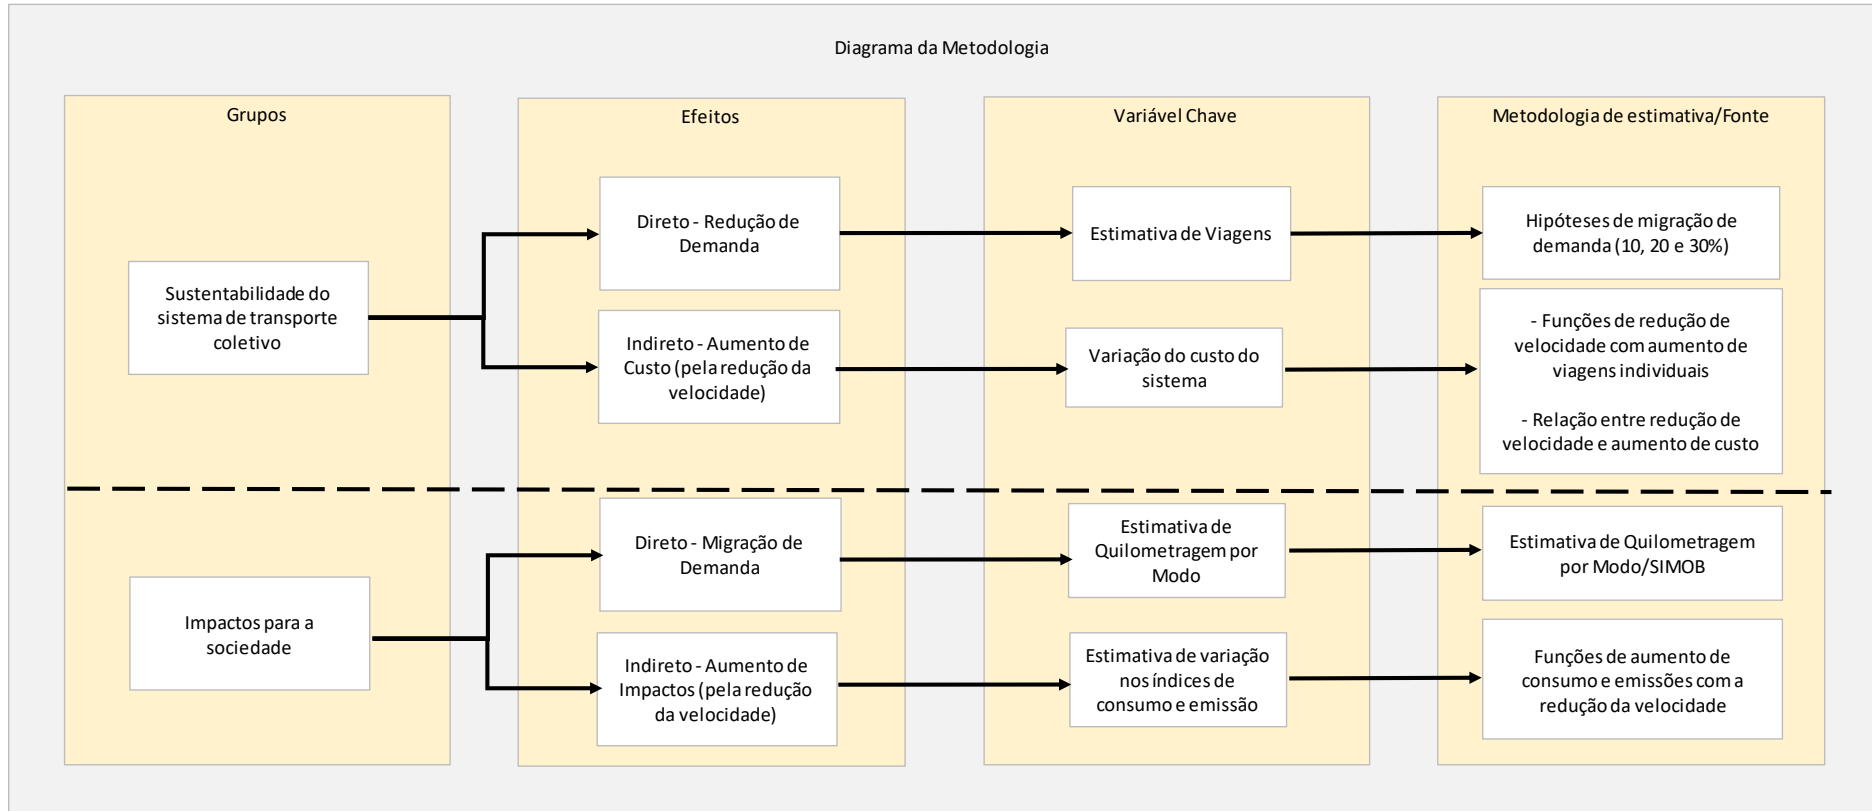 Diagrama da Metodologia
Grupos
Efeitos
Variável Chave
Metodologia de estimativa/Fonte
Sustentabilidade do
sistema de transporte
coletivo
Direto - Redução de
Demanda
Estimativa de Viagens
Hipóteses de migração de
demanda (10, 20 e 30%)
Indireto - Aumento de
Custo (pela redução da
velocidade)
Variação do custo do
sistema
- Funções de redução de
velocidade com aumento de
viagens individuais
- Relação entre redução de
velocidade e aumento de custo
Impactos para a
sociedade
Direto - Migração de
Demanda
Estimativa de
Quilometragem por
Modo
Estimativa de Quilometragem
por Modo/SIMOB
Indireto - Aumento de
Impactos (pela redução
da velocidade)
Estimativa de variação
nos índices de
consumo e emissão
Funções de aumento de
consumo e emissões com a
redução da velocidade